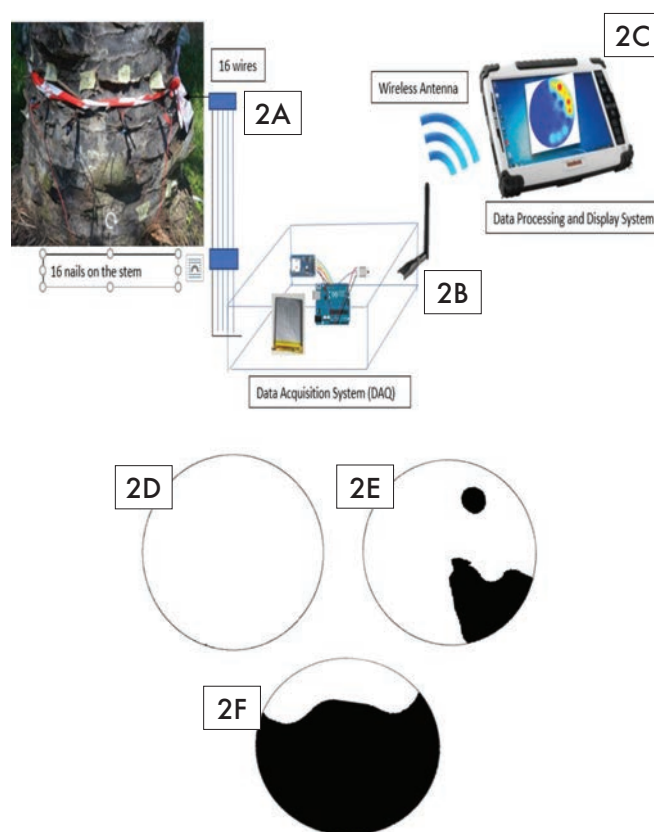 2C
16 wires
Wireless Antenna
2A
Data Processing and Display System
16 nails on the stem
2B
Data Acquisition System (DAQ)
2D
2E
2F